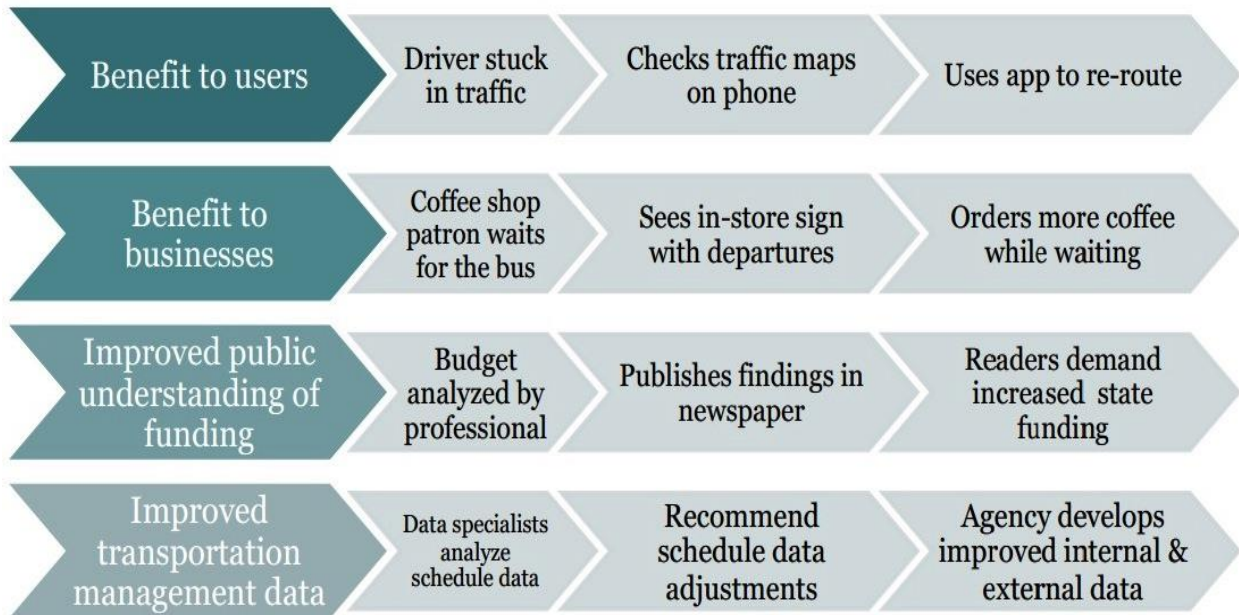 Benefit to users
Driver stuck
in traffic
Checks traffic maps
on phone
Uses app to re-route
Benefit to
businesses
Coffee shop
patron waits
for the bus
Sees in-store sign
with departures
Orders more coffee
while waiting
Improved public
understanding of
funding
Budget
analyzed by
professional
Publishes findings in
newspaper
Readers demand
increased state
funding
Improved
transportation
management data
Data specialists
analyze
schedule data
Recommend
schedule data
adjustments
Agency develops
improved internal &
external data